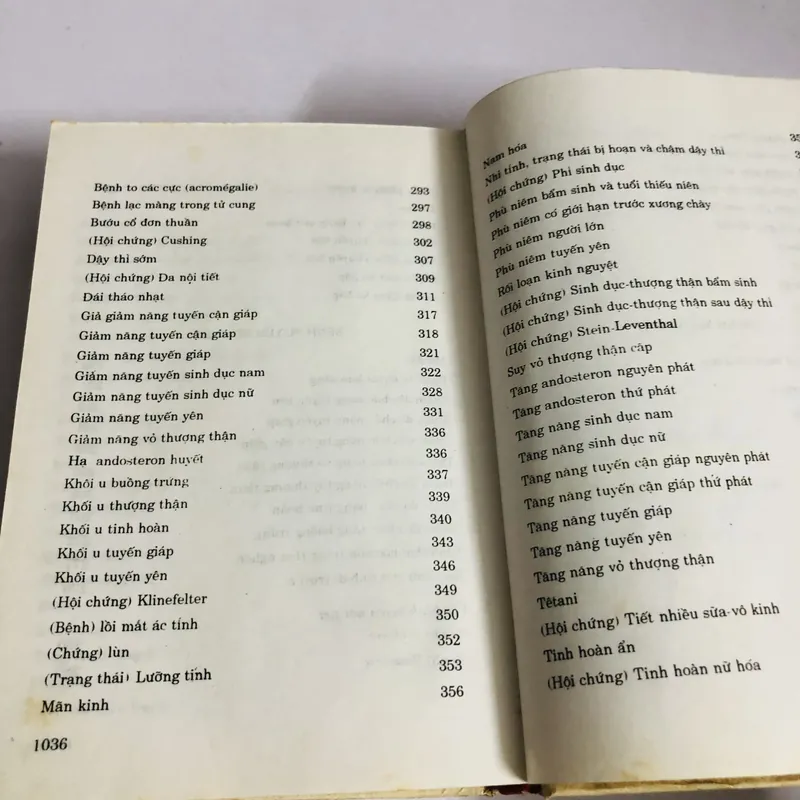 Bệnh to các cực (acromégalie) 293
Bệnh lạc màng trong tử cung 297
Bướu cổ đơn thuần 298
(Hội chứng) Cushing 302
Dậy thì sớm 307
(Hội chứng) Đa nội tiết 309
Đái tháo nhạt 311
Giả giảm năng tuyến cận giáp 317
Giảm năng tuyến cận giáp 318
Giảm năng tuyến giáp 321
Giảm năng tuyến sinh dục nam 322
Giảm năng tuyến sinh dục nữ 328
Giảm năng tuyến yên 331
Giảm năng vỏ thượng thận 336
Hạ andosteron huyết 336
Khối u buồng trứng 337
Khối u thượng thận 339
Khối u tinh hoàn 340
Khối u tuyến giáp 343
Khối u tuyến yên 346
(Hội chứng) Klinefelter 349
(Bệnh) lồi mắt ác tính 350
(Chứng) lùn 352
(Trạng thái) Lưỡng tính 353
Mãn kinh 356
1036
Nam hóa 35
Nhi tính, trạng thái bị hoạn và chậm dậy thì 3
(Hội chứng) Phì sinh dục
Phù niêm bẩm sinh và tuổi thiếu niên
Phù niêm có giới hạn trước xương chày
Phù niêm người lớn
Phù niêm tuyến yên
Rối loạn kinh nguyệt
(Hội chứng) Sinh dục-thượng thận bẩm sinh
(Hội chứng) Sinh dục-thượng thận sau dậy thì
(Hội chứng) Stein-Leventhal
Suy vỏ thượng thận cấp
Tăng andosteron nguyên phát
Tăng andosteron thứ phát
Tăng năng sinh dục nam
Tăng năng sinh dục nữ
Tăng năng tuyến cận giáp nguyên phát
Tăng năng tuyến cận giáp thứ phát
Tăng năng tuyến giáp
Tăng năng tuyến yên
Tăng năng vỏ thượng thận
Têtani
(Hội chứng) Tiết nhiều sữa-vô kinh
Tinh hoàn ẩn
(Hội chứng) Tinh hoàn nữ hóa